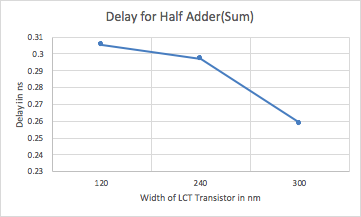 Delay for Half Adder(Sum)
0.31
0.3
0.29
0.28
0.27
0.26
0.25
0.24
0.23
Delay iin ns
120 240 300
Width of LCT Transistor in nm